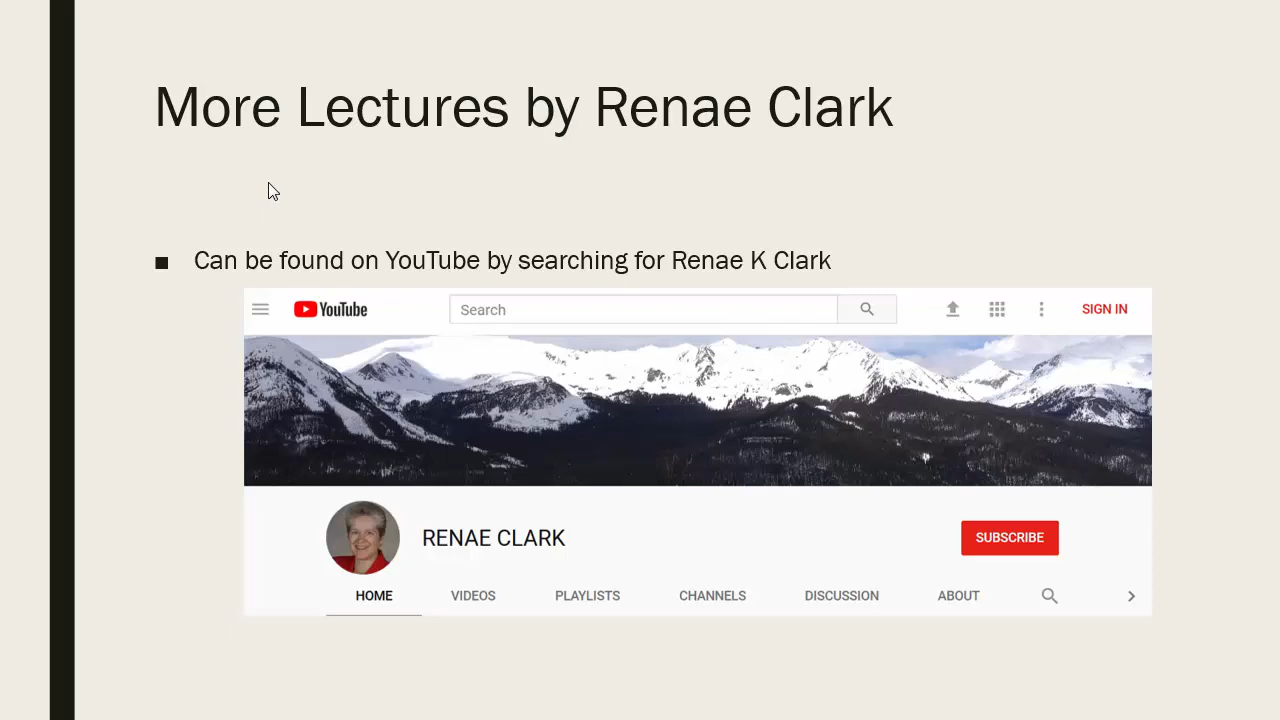 More Lectures by Renae Clark
■ Can be found on YouTube by searching for Renae K Clark
YouTube Search SIGN IN
RENAE CLARK SUBSCRIBE
HOME VIDEOS PLAYLISTS CHANNELS DISCUSSION ABOUT